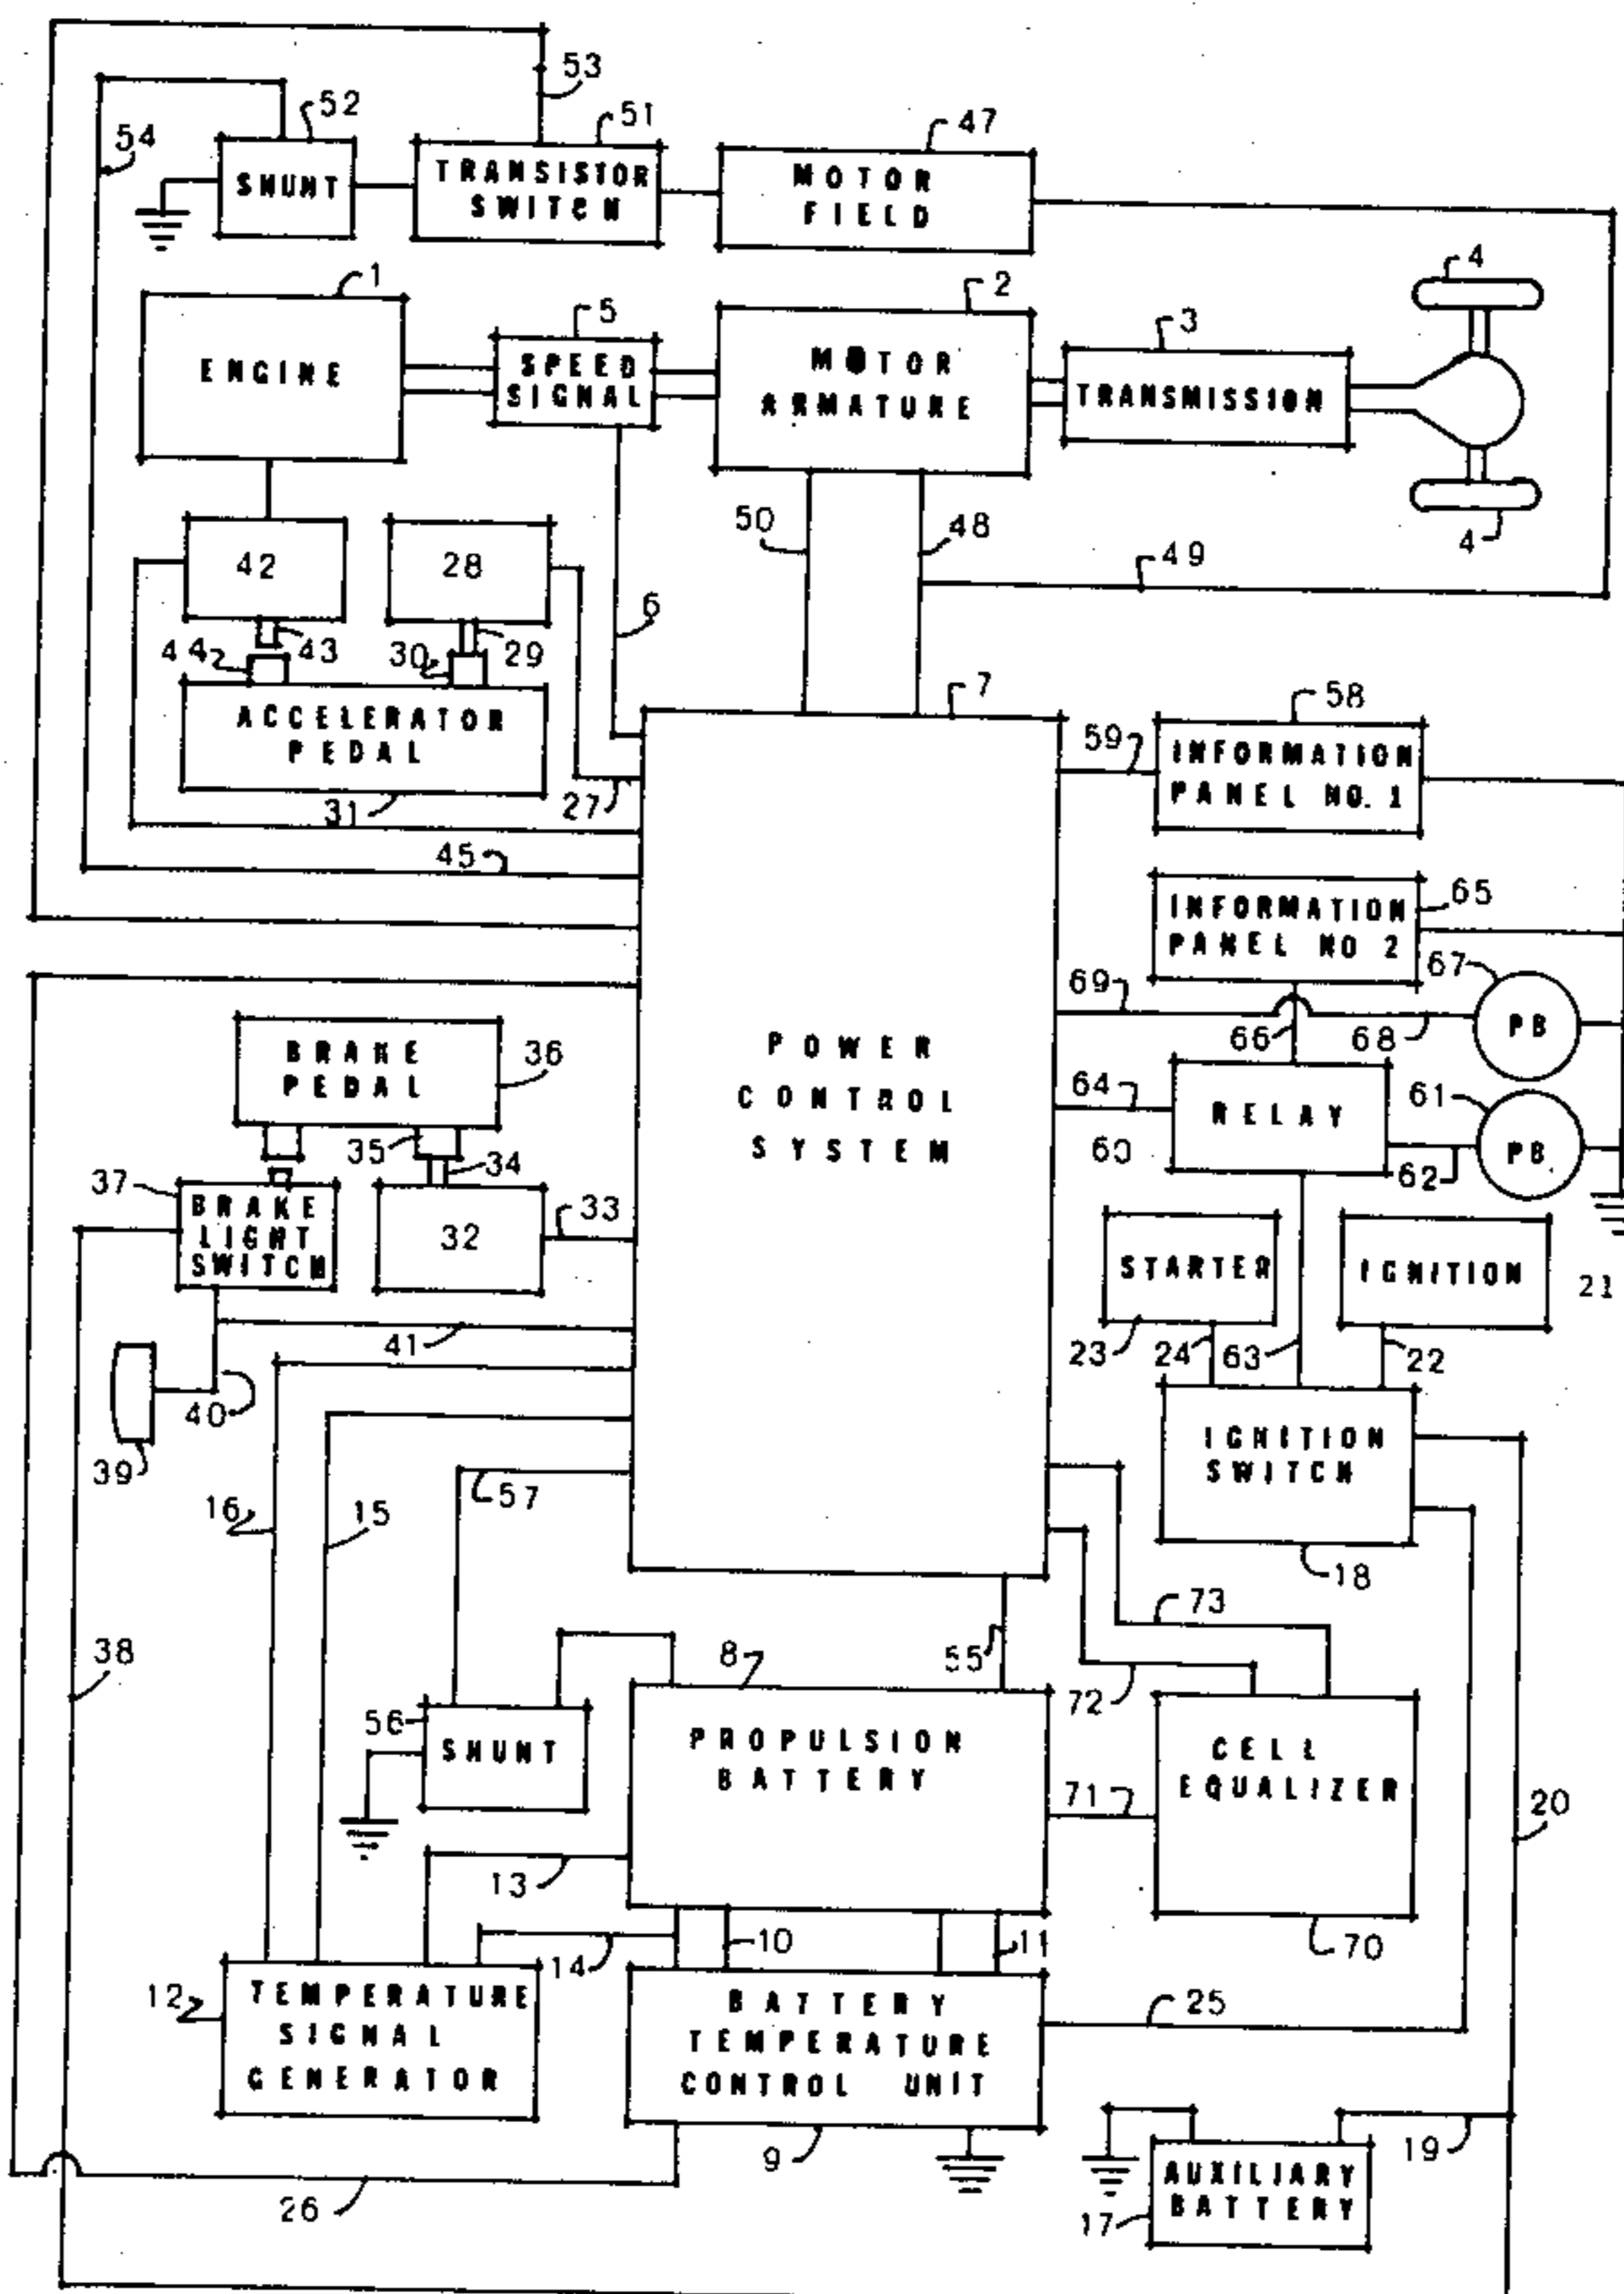 53
52
51
47
54
SHUNT
TRANSISTOR
SWITCH
MOTOR
FIELD
1
5
2
3
4
ENGINE
SPEED
SIGNAL
MOTOR
ARMATURE
TRANSMISSION
50
48
4
49
42
28
6
43
29
44
30
7
ACCELERATOR
PEDAL
58
59
INFORMATION
PANEL NO. 1
31
27
45
INFORMATION
PANEL NO 2
65
67
69
66
68
PB
BRAKE
PEDAL
36
POWER
CONTROL
SYSTEM
64
RELAY
61
35
34
60
62
PB
37
BRAKE
LIGHT
SWITCH
32
33
STARTER
IGNITION
21
41
23
24
63
22
40
39
IGNITION
SWITCH
16
15
57
18
73
38
8
55
72
56
SHUNT
PROPULSION
BATTERY
CELL
EQUALIZER
71
20
13
14
10
11
70
12
TEMPERATURE
SIGNAL
GENERATOR
BATTERY
TEMPERATURE
CONTROL UNIT
25
9
19
26
17
AUXILIARY
BATTERY